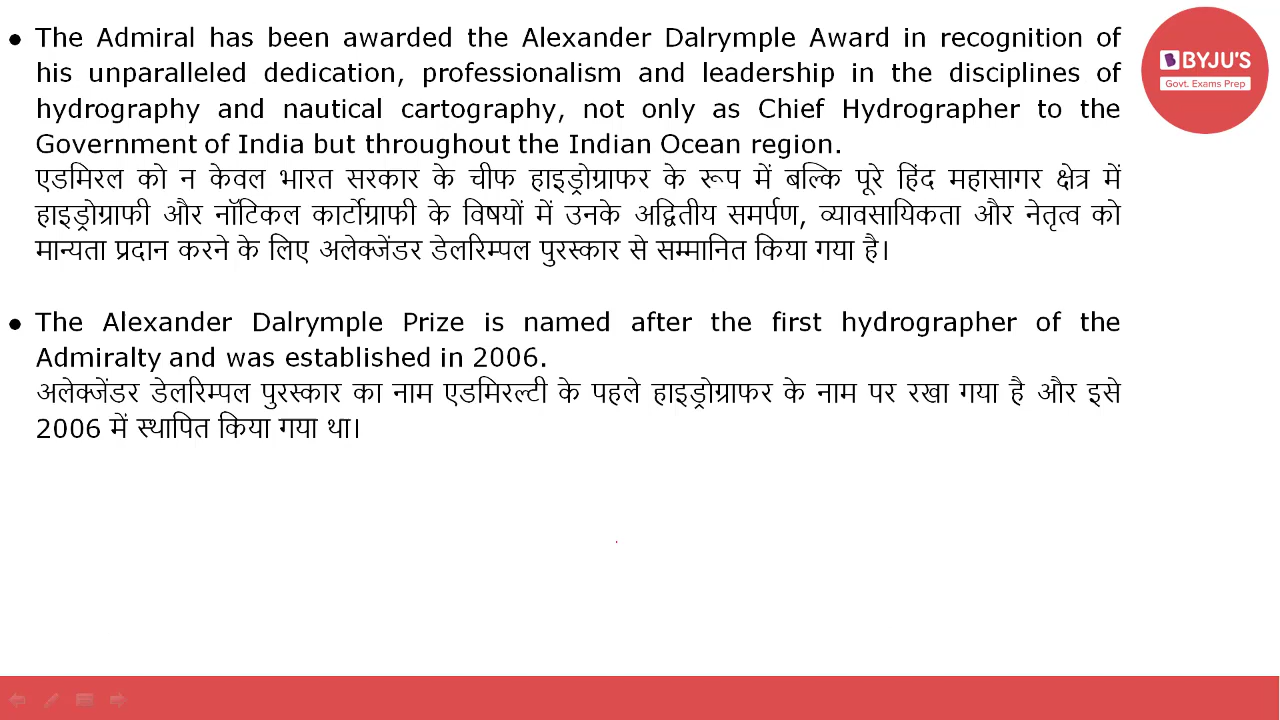 The Admiral has been awarded the Alexander Dalrymple Award in recognition of
his unparalleled dedication, professionalism and leadership in the disciplines of
hydrography and nautical cartography, not only as Chief Hydrographer to the
Government of India but throughout the Indian Ocean region.
एडमिरल को न केवल भारत सरकार के चीफ हाइड्रोग्राफर के रूप में बल्कि पूरे हिंद महासागर क्षेत्र में
हाइड्रोग्राफी और नॉटिकल कार्टोग्राफी के विषयों में उनके अद्वितीय समर्पण, व्यावसायिकता और नेतृत्व को
मान्यता प्रदान करने के लिए अलेक्जेंडर डेलरिम्पल पुरस्कार से सम्मानित किया गया है।
The Alexander Dalrymple Prize is named after the first hydrographer of the
Admiralty and was established in 2006.
अलेक्जेंडर डेलरिम्पल पुरस्कार का नाम एडमिरल्टी के पहले हाइड्रोग्राफर के नाम पर रखा गया है और इसे
2006 में स्थापित किया गया था।
BYJU'S
Govt. Exams Prep